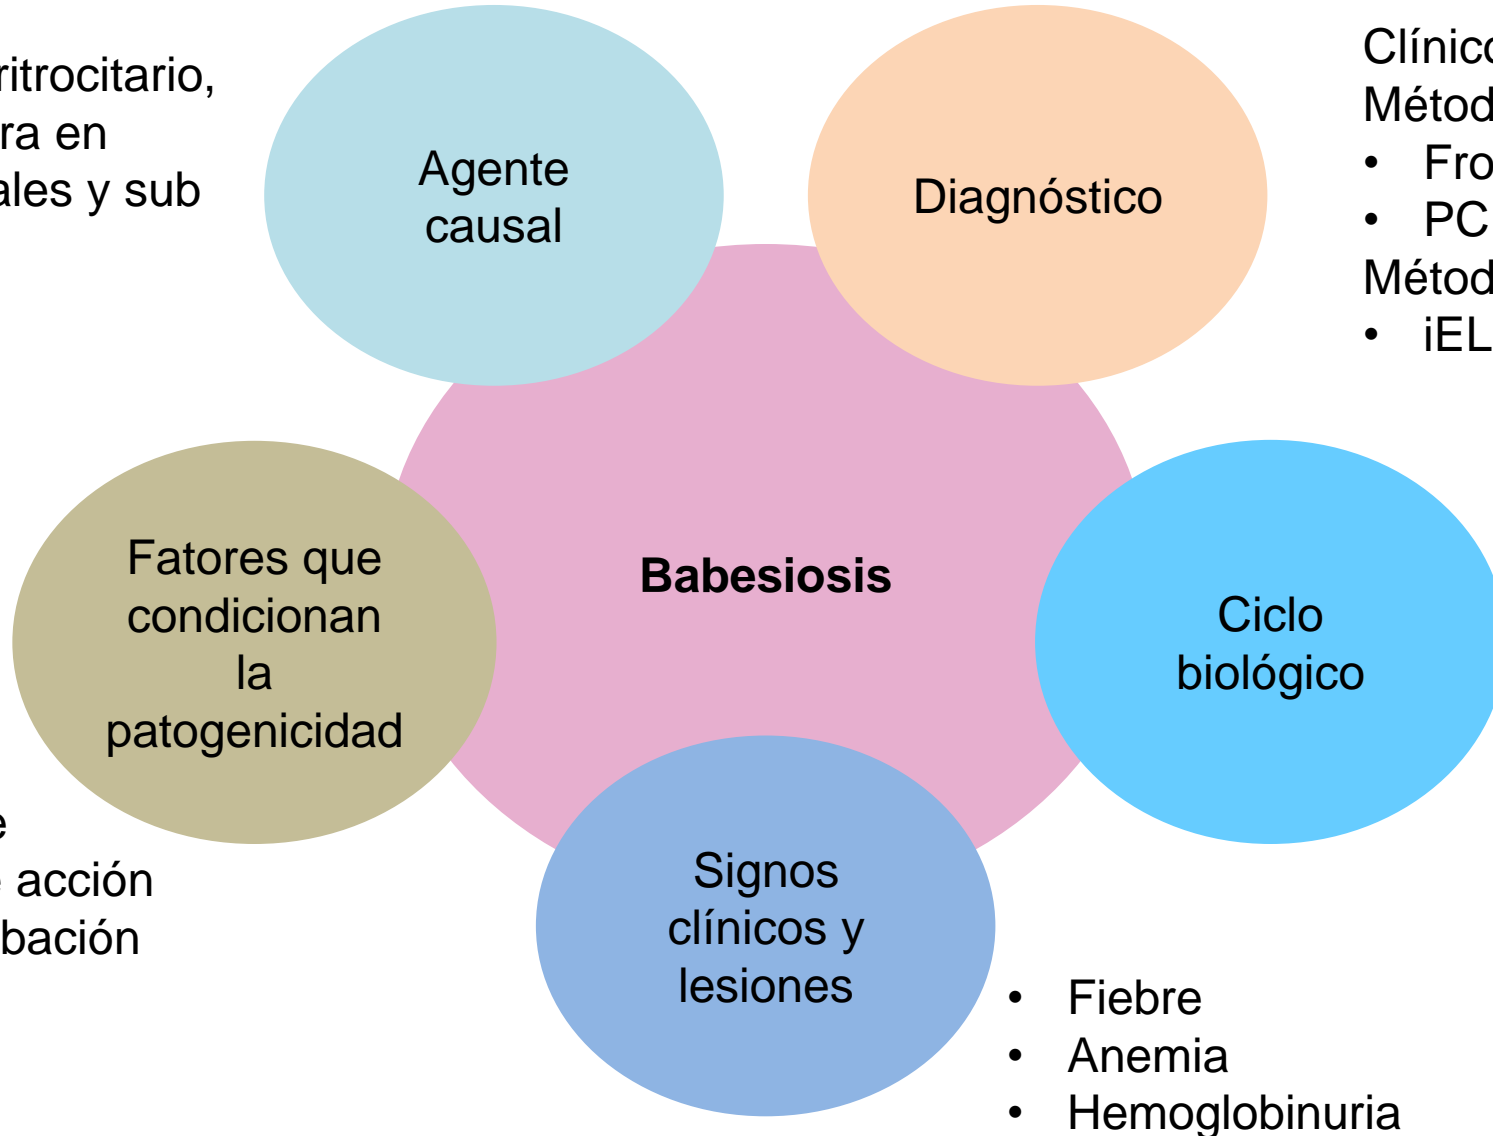 ritrocitario,
ra en
ales y sub
Agente
causal
Diagnóstico
Clínico
Métod
• Fro
• PC
Métod
• iEL
Fatores que
condicionan
la
patogenicidad
Babesiosis
Ciclo
biológico
e
e acción
bación
Signos
clínicos y
lesiones
• Fiebre
• Anemia
• Hemoglobinuria